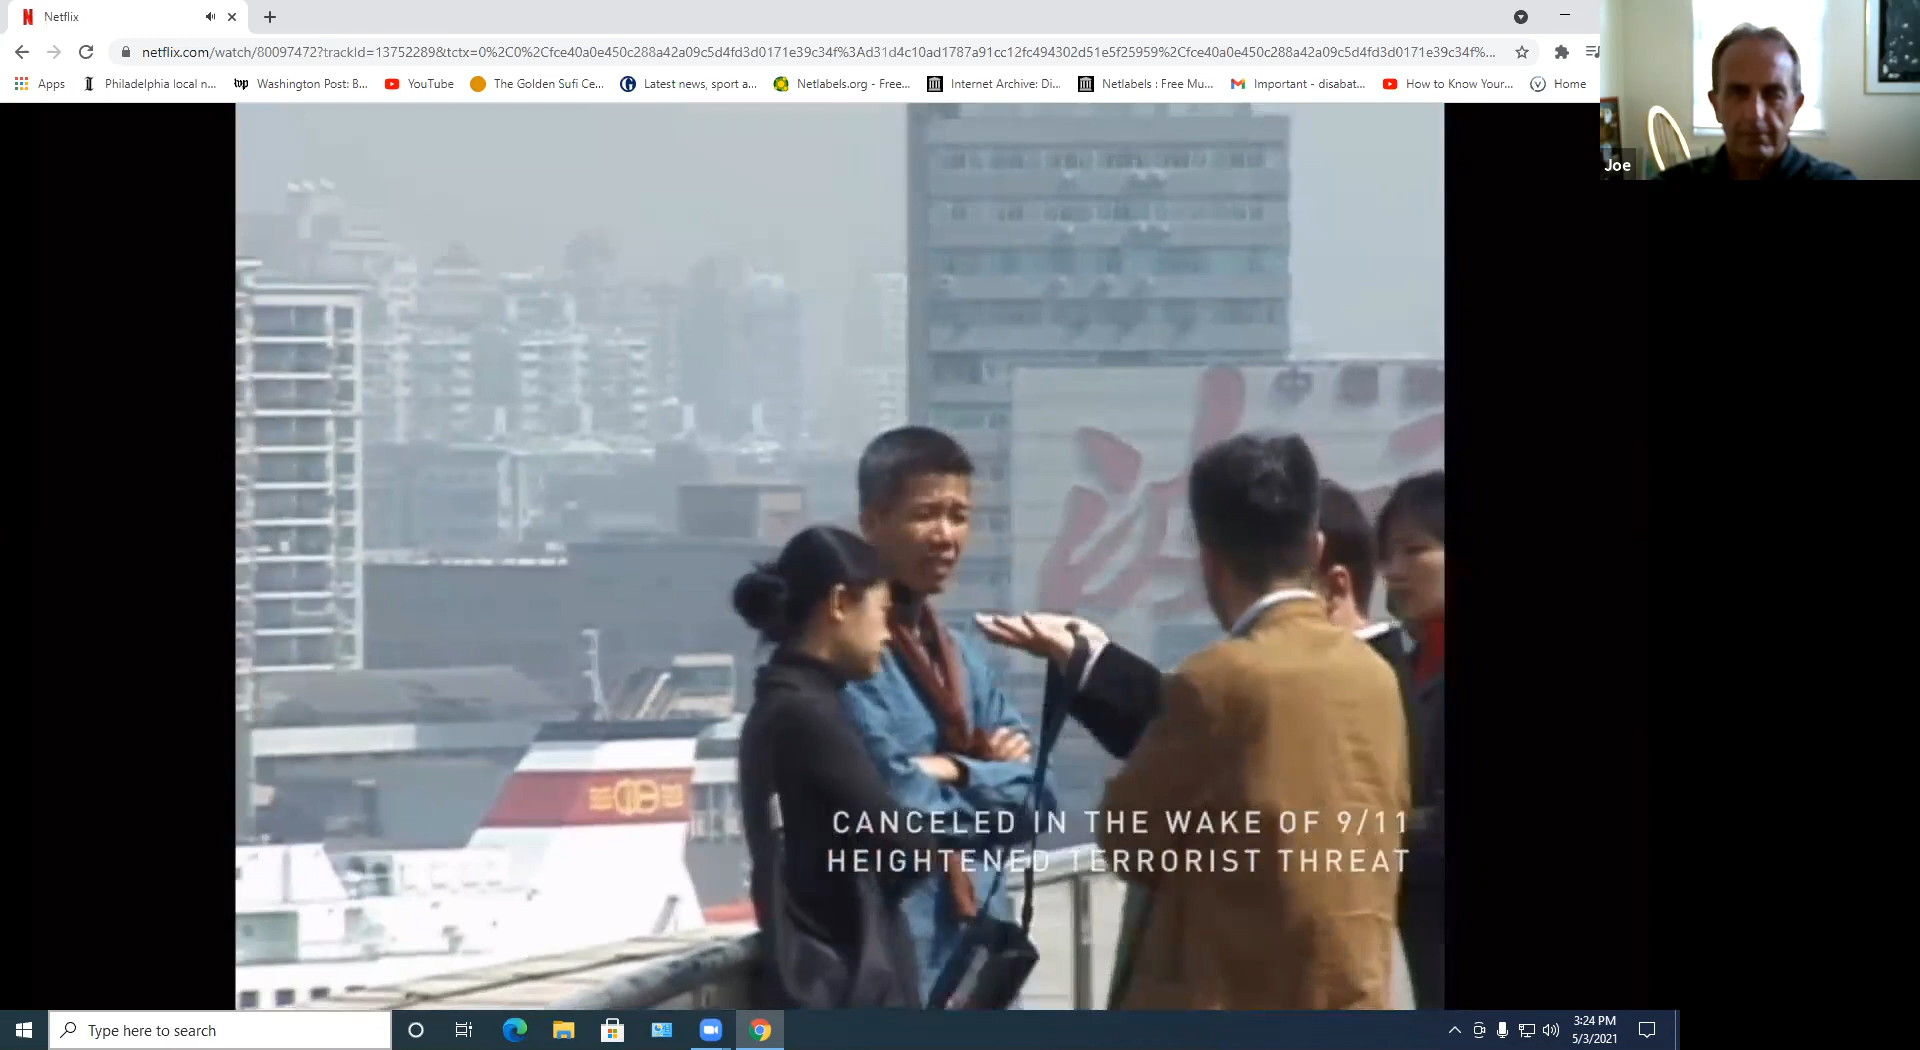 Netflix
netflix.com/watch/80097472?trackId=13752289&tctx=0%2C0%2Cfce40a0e450c288a42a09c5d4fd3d0171e39c34f%3Ad31d4c10ad1787a91cc12fc494302d51e5f25959%2Cfce40a0e450c288a42a09c5d4fd3d0171e39c34f%...
Apps
Philadelphia local n...
wp Washington Post: B...
YouTube
The Golden Sufi Ce...
Latest news, sport a...
Netlabels.org - Free...
Internet Archive: Di...
Netlabels : Free Mu...
Important - disabat...
How to Know Your...
Home
Joe
CANCELED IN THE WAKE OF 9/11
HEIGHTENED TERRORIST THREAT
Type here to search
3:24 PM
5/3/2021